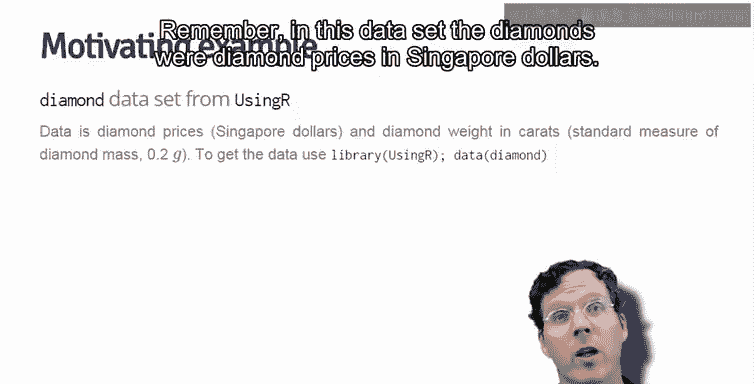 Motivating example
Remember, in this data set the diamonds
were diamond prices in Singapore dollars.
diamond data set from UsingR
Data is diamond prices (Singapore dollars) and diamond weight in carats (standard measure of
diamond mass, 0.2 g). To get the data use library(UsingR); data(diamond)